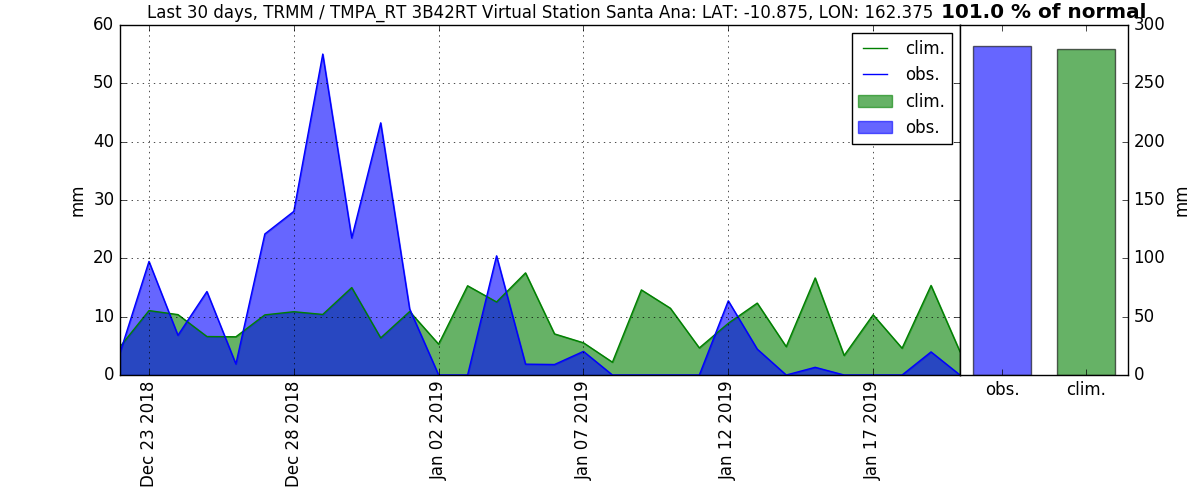 Last 30 days, TRMM / TMPA_RT 3B42RT Virtual Station Santa Ana: LAT: -10.875, LON: 162.375 101.0 % of normal
60
50
40
30
20
10
0
mm
clim.
obs.
clim.
obs.
Dec 23 2018
Dec 28 2018
Jan 02 2019
Jan 07 2019
Jan 12 2019
Jan 17 2019
300
250
200
150
100
50
0
mm
obs.
clim.